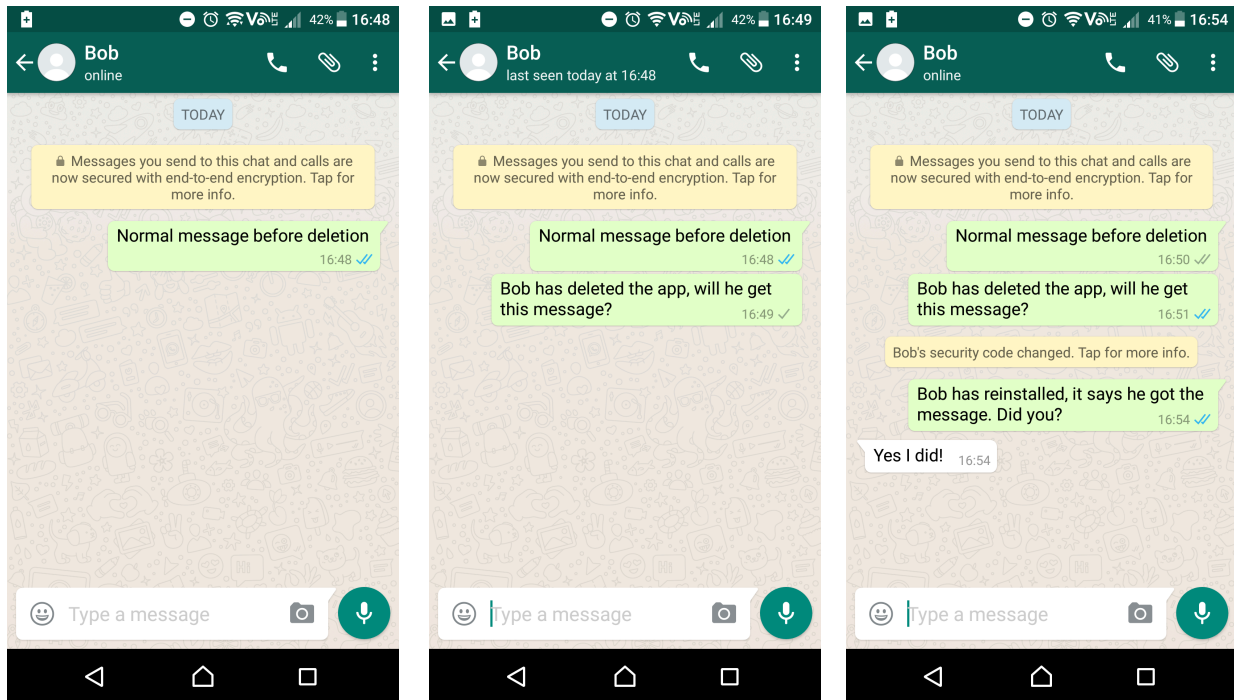 42% 16:48
Bob
online
TODAY
Messages you send to this chat and calls are
now secured with end-to-end encryption. Tap for
more info.
Normal message before deletion
16:48
Type a message
42% 16:49
Bob
last seen today at 16:48
TODAY
Messages you send to this chat and calls are
now secured with end-to-end encryption. Tap for
more info.
Normal message before deletion
16:48
Bob has deleted the app, will he get
this message?
16:49
Type a message
41% 16:54
Bob
online
TODAY
Messages you send to this chat and calls are
now secured with end-to-end encryption. Tap for
more info.
Normal message before deletion
16:50
Bob has deleted the app, will he get
this message?
16:51
Bob's security code changed. Tap for more info.
Bob has reinstalled, it says he got the
message. Did you?
16:54
Yes I did!
16:54
Type a message